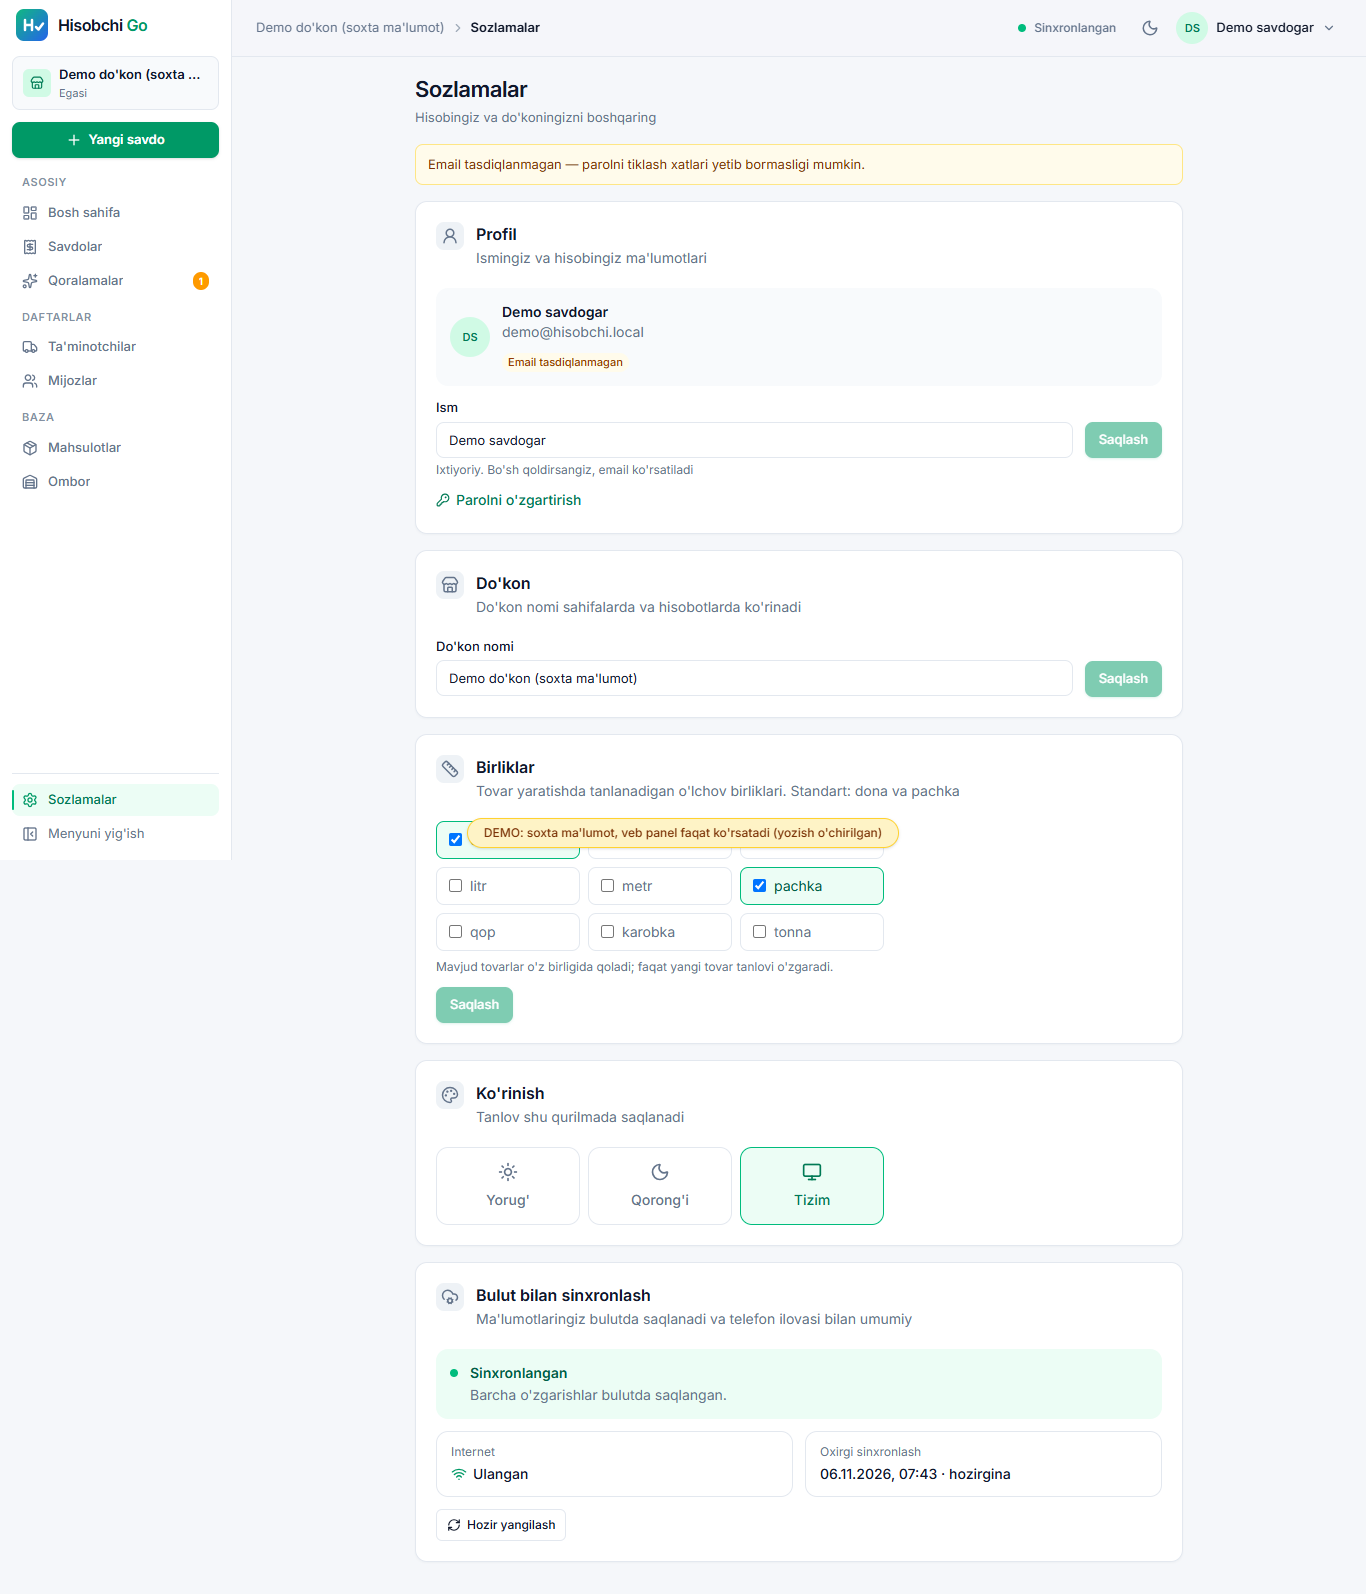 Hisobchi Go
Demo do'kon (soxta ma'lumot)
Sozlamalar
Sinxronlangan
DS
Demo savdogar
Demo do'kon (soxta ...
Egasi
Yangi savdo
ASOSIY
Bosh sahifa
Savdolar
Qoralamalar
1
DAFTARLAR
Ta'minotchilar
Mijozlar
BAZA
Mahsulotlar
Ombor
Sozlamalar
Menyuni yig'ish
Sozlamalar
Hisobingiz va do'koningizni boshqaring
Email tasdiqlanmagan — parolni tiklash xatlari yetib bormasligi mumkin.
Profil
Ismingiz va hisobingiz ma'lumotlari
DS
Demo savdogar
demo@hisobchi.local
Email tasdiqlanmagan
Ism
Demo savdogar
Saqlash
Ixtiyoriy. Bo'sh qoldirsangiz, email ko'rsatiladi
Parolni o'zgartirish
Do'kon
Do'kon nomi sahifalarda va hisobotlarda ko'rinadi
Do'kon nomi
Demo do'kon (soxta ma'lumot)
Saqlash
Birliklar
Tovar yaratishda tanlanadigan o'lchov birliklari. Standart: dona va pachka
DEMO: soxta ma'lumot, veb panel faqat ko'rsatadi (yozish o'chirilgan)
litr
metr
pachka
qop
karobka
tonna
Mavjud tovarlar o'z birligida qoladi; faqat yangi tovar tanlovi o'zgaradi.
Saqlash
Ko'rinish
Tanlov shu qurilmada saqlanadi
Yorug'
Qorong'i
Tizim
Bulut bilan sinxronlash
Ma'lumotlaringiz bulutda saqlanadi va telefon ilovasi bilan umumiy
Sinxronlangan
Barcha o'zgarishlar bulutda saqlangan.
Internet
Ulangan
Oxirgi sinxronlash
06.11.2026, 07:43 · hozirgina
Hozir yangilash